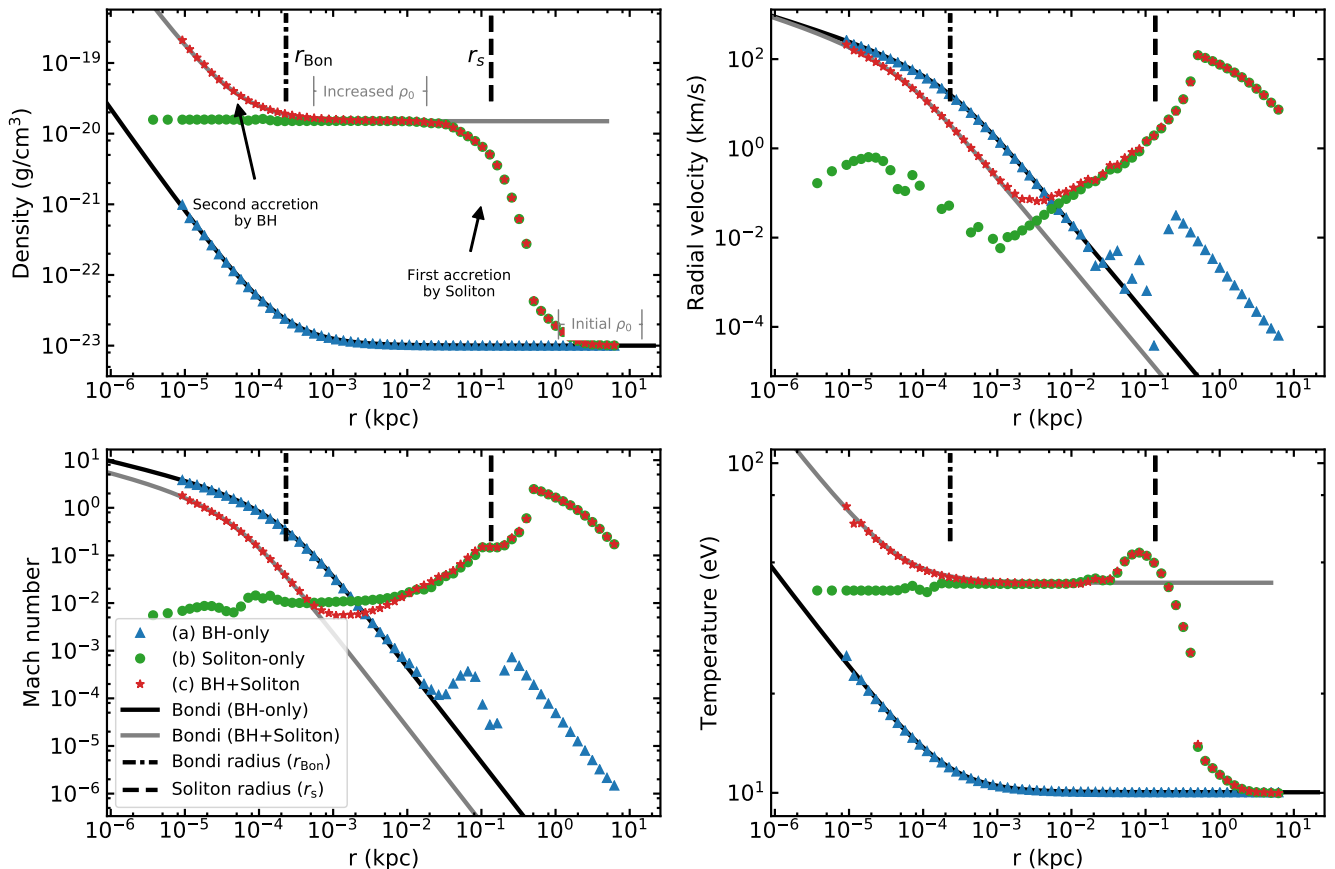 Density (g/cm³)
10⁻¹⁹
10⁻²⁰
10⁻²¹
10⁻²²
10⁻²³
r_Bon
r_s
Increased ρ₀
Second accretion
by BH
First accretion
by Soliton
Initial ρ₀
10⁻⁶ 10⁻⁵ 10⁻⁴ 10⁻³ 10⁻² 10⁻¹ 10⁰ 10¹
r (kpc)
Radial velocity (km/s)
10²
10⁰
10⁻²
10⁻⁴
10⁻⁶ 10⁻⁵ 10⁻⁴ 10⁻³ 10⁻² 10⁻¹ 10⁰ 10¹
r (kpc)
Mach number
10¹
10⁰
10⁻¹
10⁻²
10⁻³
10⁻⁴
10⁻⁵
10⁻⁶
(a) BH-only
(b) Soliton-only
(c) BH+Soliton
Bondi (BH-only)
Bondi (BH+Soliton)
Bondi radius (r_Bon)
Soliton radius (r_s)
10⁻⁶ 10⁻⁵ 10⁻⁴ 10⁻³ 10⁻² 10⁻¹ 10⁰ 10¹
r (kpc)
Temperature (eV)
10²
10¹
10⁻⁶ 10⁻⁵ 10⁻⁴ 10⁻³ 10⁻² 10⁻¹ 10⁰ 10¹
r (kpc)